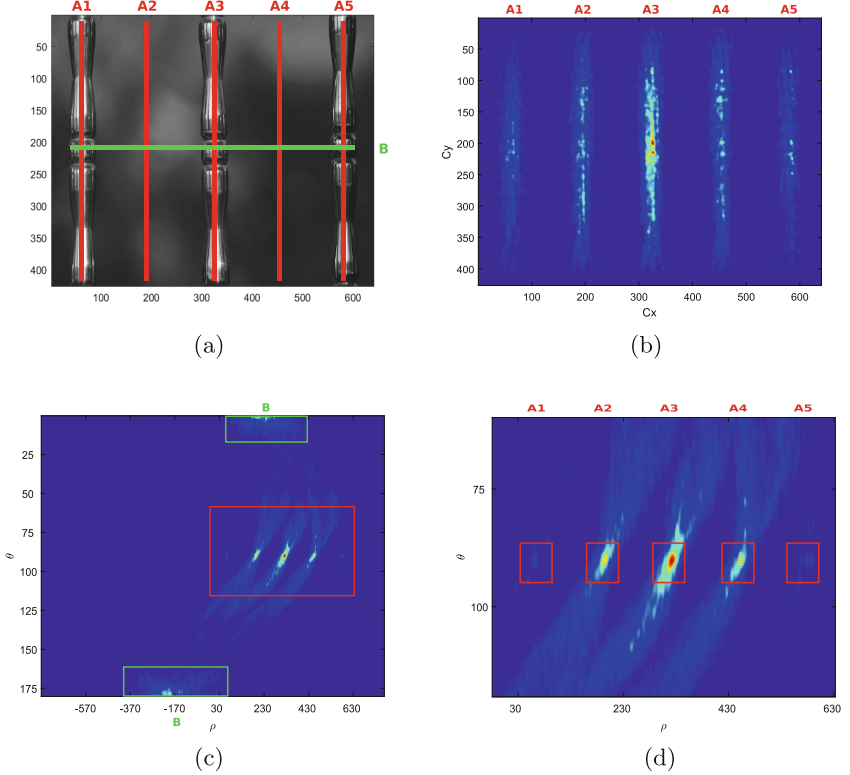 A1 A2 A3 A4 A5
50
100
150
200
250
300
350
400
B
100 200 300 400 500 600
(a)
A1 A2 A3 A4 A5
50
100
150
200
250
300
350
400
Cy
100 200 300 400 500 600
Cx
(b)
B
25
50
75
100
125
150
175
θ
-570 -370 -170 30 230 430 630
B
ρ
(c)
A1 A2 A3 A4 A5
75
100
θ
30 230 430 630
ρ
(d)